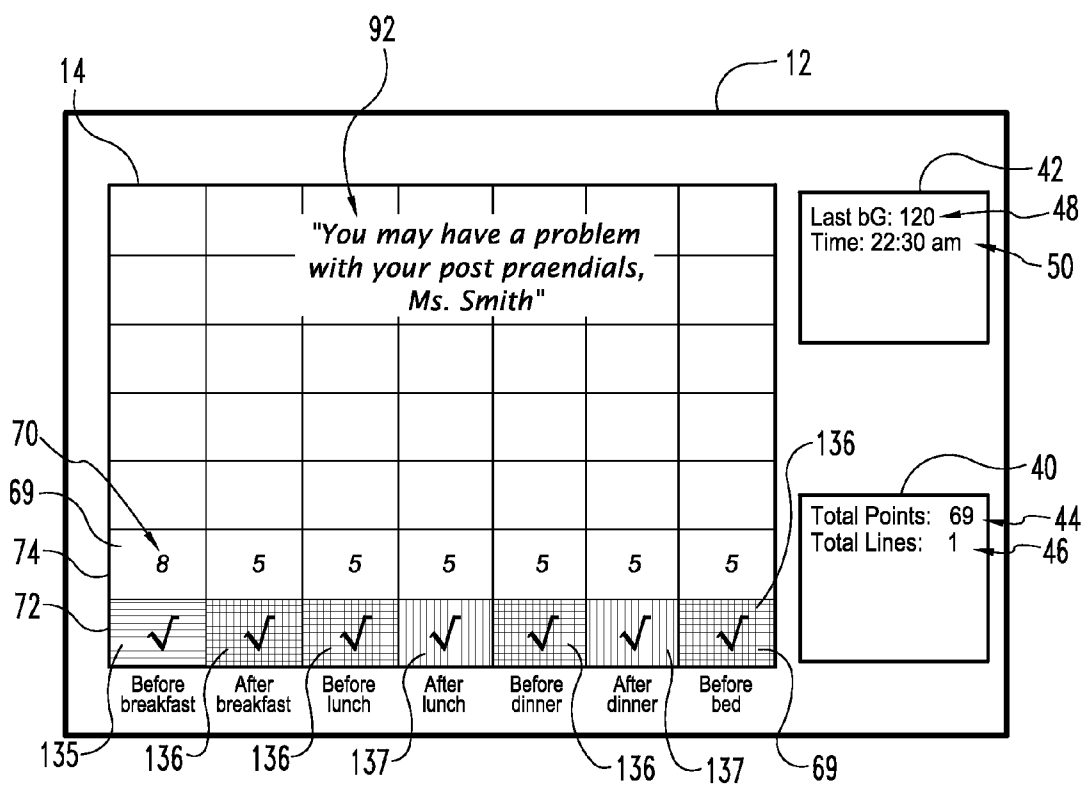 92
12
14
42
"You may have a problem
with your post praendials,
Ms. Smith"
Last bG: 120
48
Time: 22:30 am
50
70
136
40
69
Total Points: 69
44
74
8 5 5 5 5 5 5
Total Lines: 1
46
72
√ √ √ √ √ √ √
Before breakfast
After breakfast
Before lunch
After lunch
Before dinner
After dinner
Before bed
135 136 136 137 136 137 69